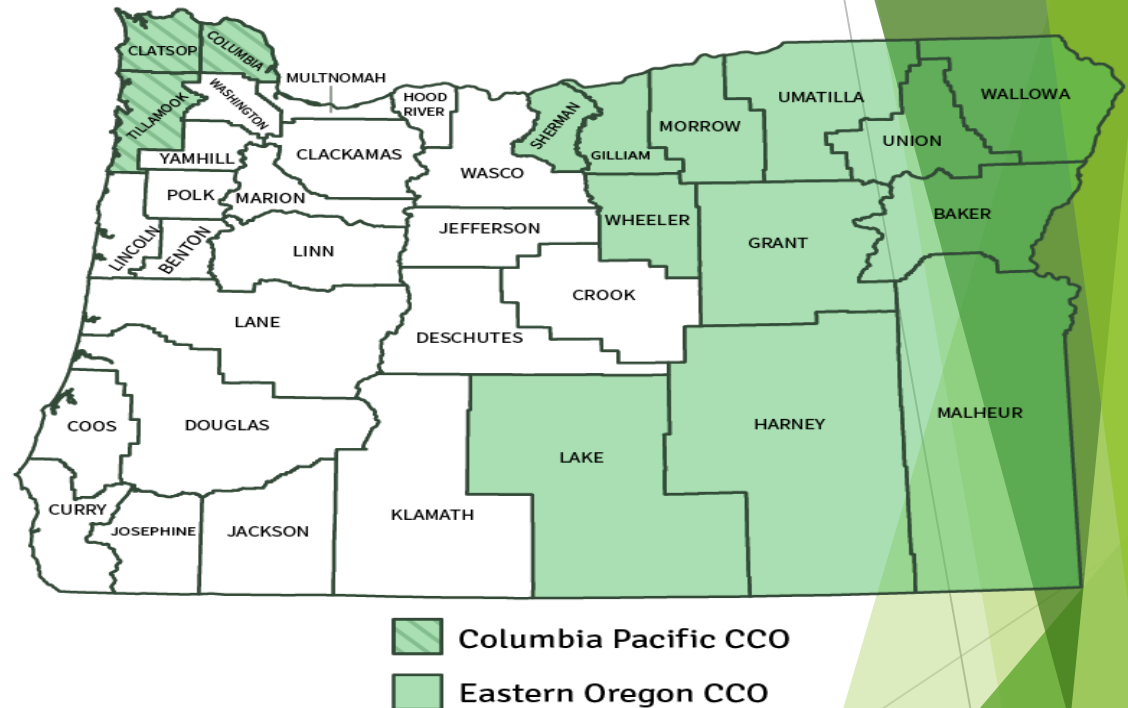 CLATSOP
COLUMBIA
MULTNOMAH
TILLAMOOK
WASHINGTON
HOOD
RIVER
SHERMAN
GILLIAM
MORROW
UMATILLA
UNION
WALLOWA
YAMHILL
CLACKAMAS
WASCO
POLK
MARION
WHEELER
GRANT
BAKER
LINCOLN
BENTON
LINN
JEFFERSON
CROOK
LANE
DESCHUTES
COOS
DOUGLAS
LAKE
HARNEY
MALHEUR
CURRY
JOSEPHINE
JACKSON
KLAMATH
Columbia Pacific CCO
Eastern Oregon CCO